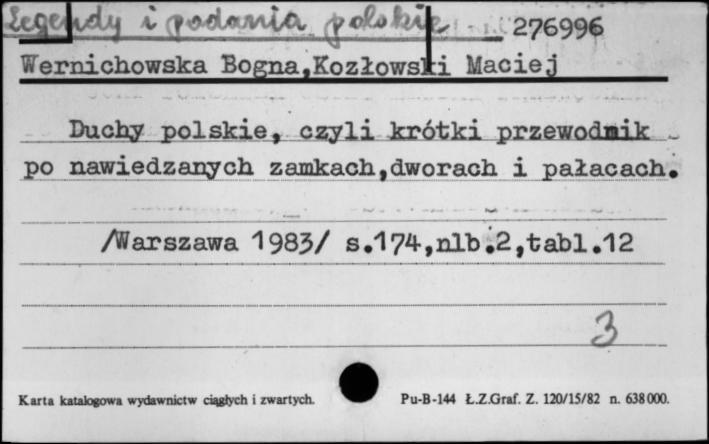 Legendy i podania polskie 276996
Wernichowska Bogna,Kozłowski Maciej
Duchy polskie, czyli krótki przewodnik
po nawiedzanych zamkach,dworach i pałacach.
/Warszawa 1983/ s.174,nlb.2,tabl.12
3
Karta katalogowa wydawnictw ciągłych i zwartych. Pu-B-144 Ł.Z.Graf. Z. 120/15/82 n. 638000.